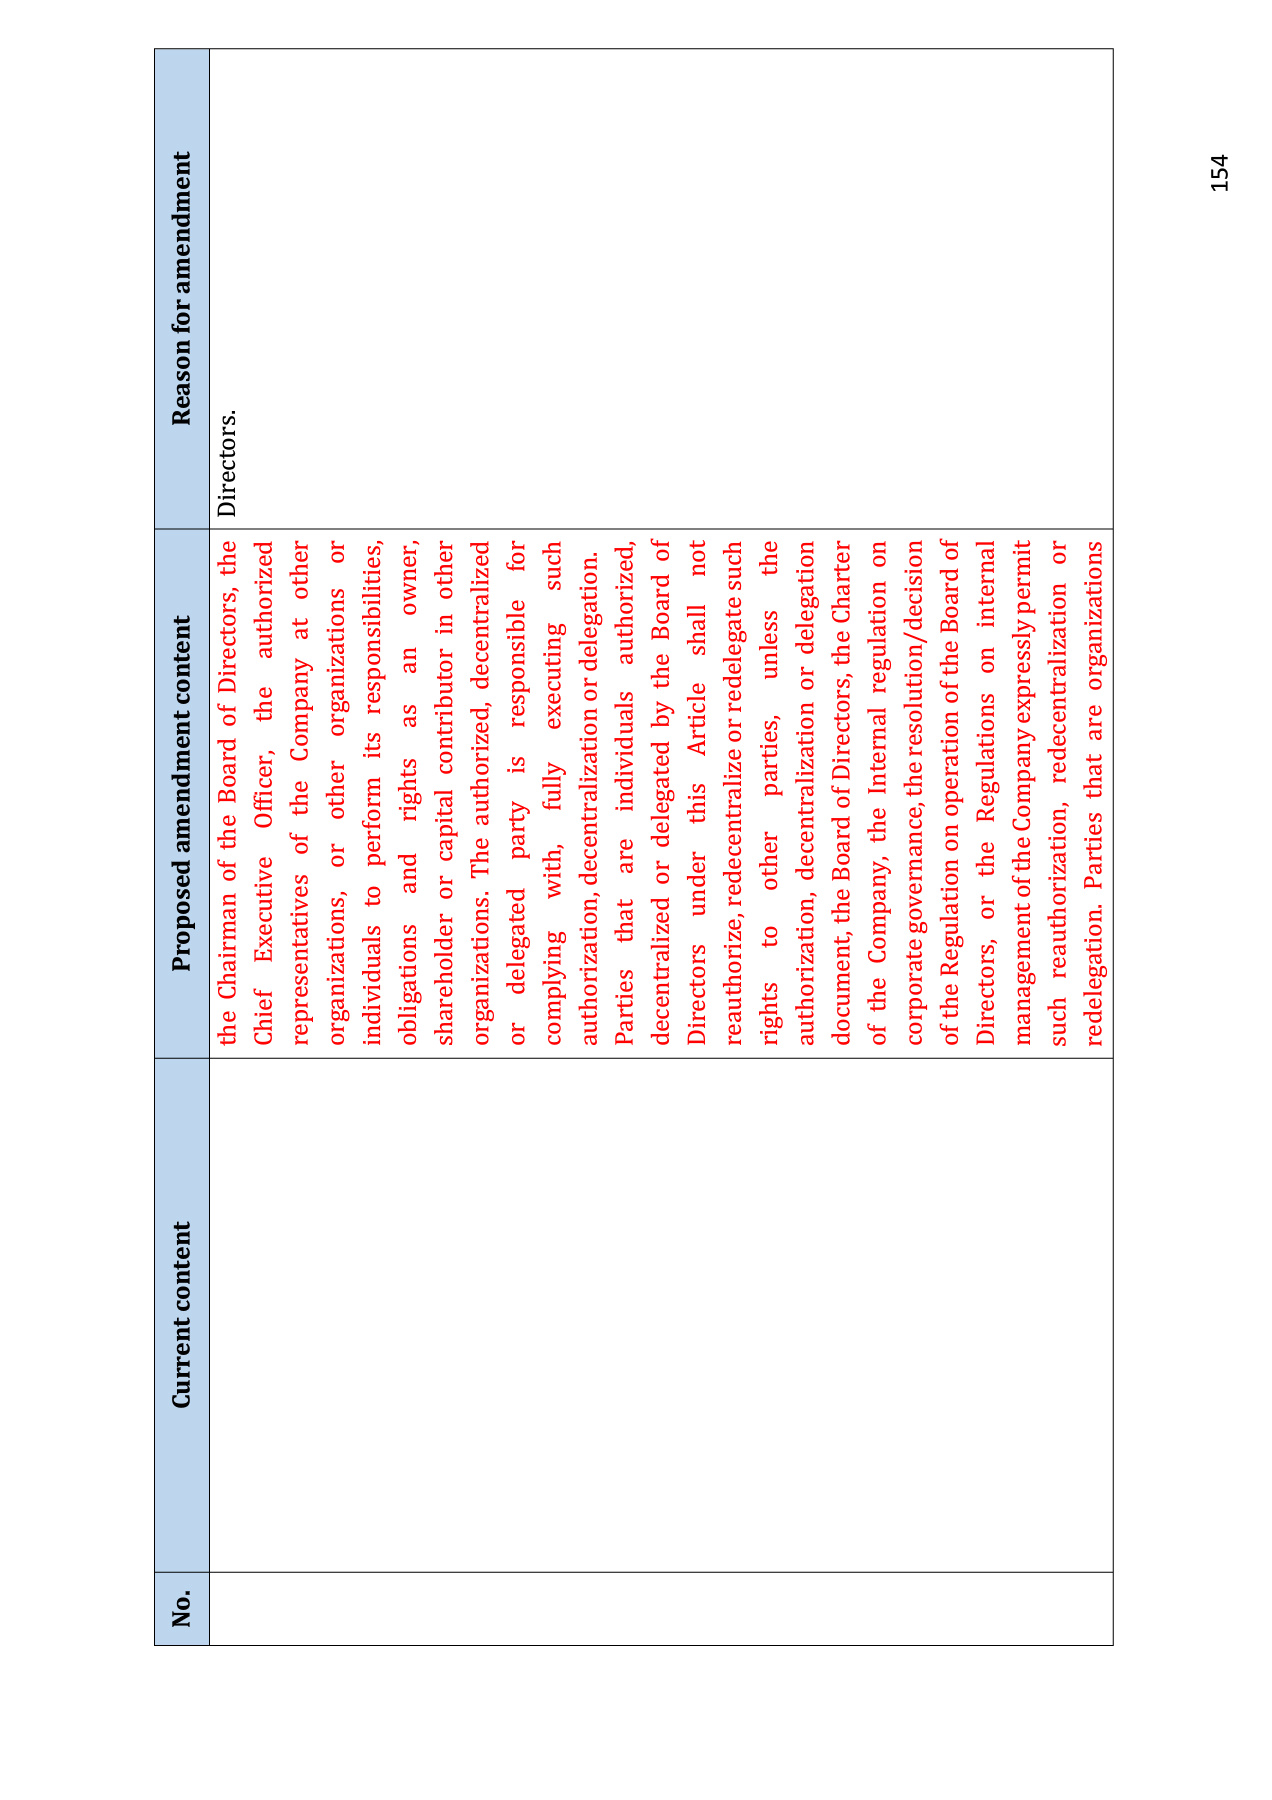 No.
Current content
Proposed amendment content
Reason for amendment
the Chairman of the Board of Directors, the
Chief Executive Officer, the authorized
representatives of the Company at other
organizations, or other organizations or
individuals to perform its responsibilities,
obligations and rights as an owner,
shareholder or capital contributor in other
organizations. The authorized, decentralized
or delegated party is responsible for
complying with, fully executing such
authorization, decentralization or delegation.
Parties that are individuals authorized,
decentralized or delegated by the Board of
Directors under this Article shall not
reauthorize, redecentralize or redelegate such
rights to other parties, unless the
authorization, decentralization or delegation
document, the Board of Directors, the Charter
of the Company, the Internal regulation on
corporate governance, the resolution/decision
of the Regulation on operation of the Board of
Directors, or the Regulations on internal
management of the Company expressly permit
such reauthorization, redecentralization or
redelegation. Parties that are organizations
Directors.
154